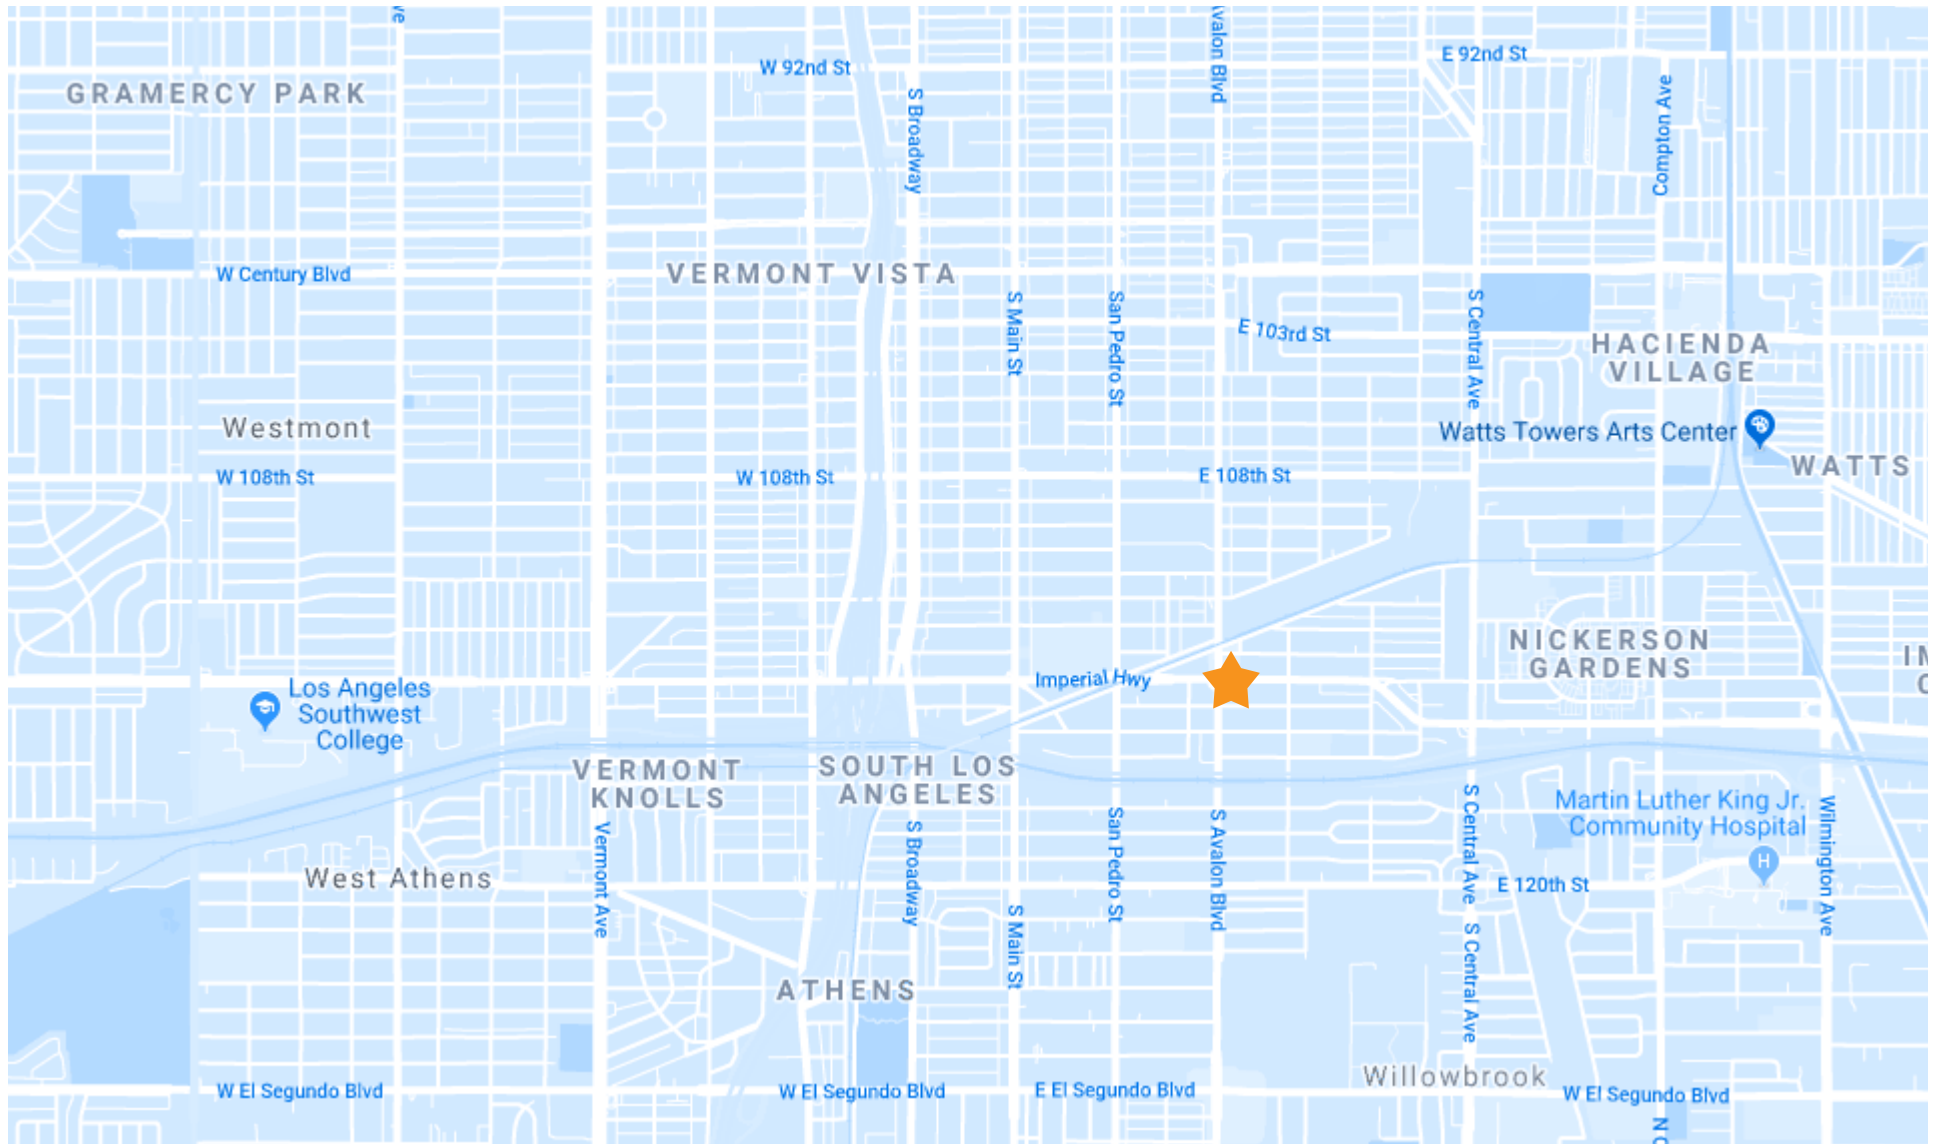 ve
Avalon Blvd
W 92nd St
E 92nd St
GRAMERCY PARK
S Broadway
Compton Ave
W Century Blvd
VERMONT VISTA
S Main St
San Pedro St
E 103rd St
S Central Ave
HACIENDA
VILLAGE
Westmont
Watts Towers Arts Center
WATTS
W 108th St
W 108th St
E 108th St
NICKERSON
GARDENS
IM
C
Imperial Hwy
Los Angeles
Southwest
College
VERMONT
KNOLLS
SOUTH LOS
ANGELES
Martin Luther King Jr.
Community Hospital
H
Vermont Ave
S Broadway
San Pedro St
S Avalon Blvd
S Central Ave
Wilmington Ave
West Athens
E 120th St
S Main St
S Central Ave
ATHENS
Willowbrook
W El Segundo Blvd
W El Segundo Blvd
E El Segundo Blvd
W El Segundo Blvd